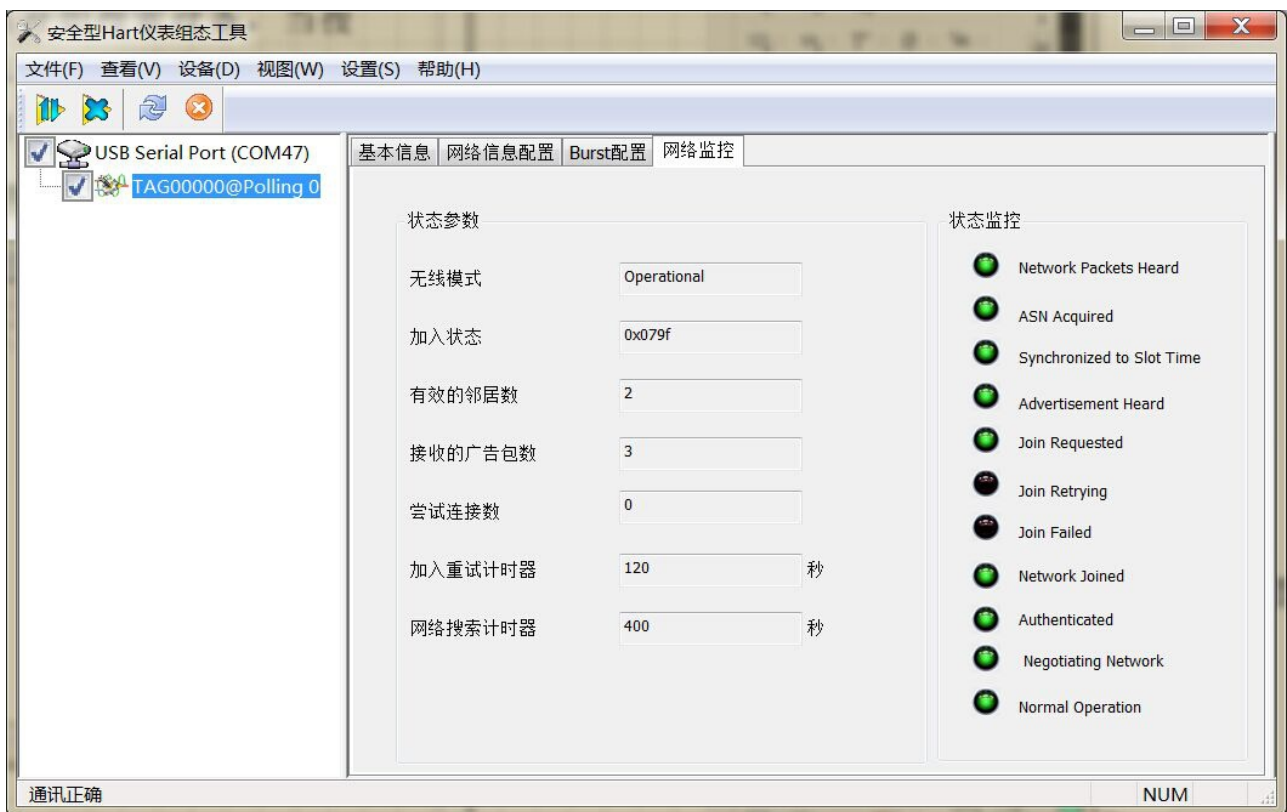 安全型Hart仪表组态工具
文件(F) 查看(V) 设备(D) 视图(W) 设置(S) 帮助(H)
USB Serial Port (COM47)
TAG00000@Polling 0
基本信息 网络信息配置 Burst配置 网络监控
状态参数
无线模式 Operational
加入状态 0x079f
有效的邻居数 2
接收的广告包数 3
尝试连接数 0
加入重试计时器 120 秒
网络搜索计时器 400 秒
状态监控
Network Packets Heard
ASN Acquired
Synchronized to Slot Time
Advertisement Heard
Join Requested
Join Retrying
Join Failed
Network Joined
Authenticated
Negotiating Network
Normal Operation
通讯正确 NUM